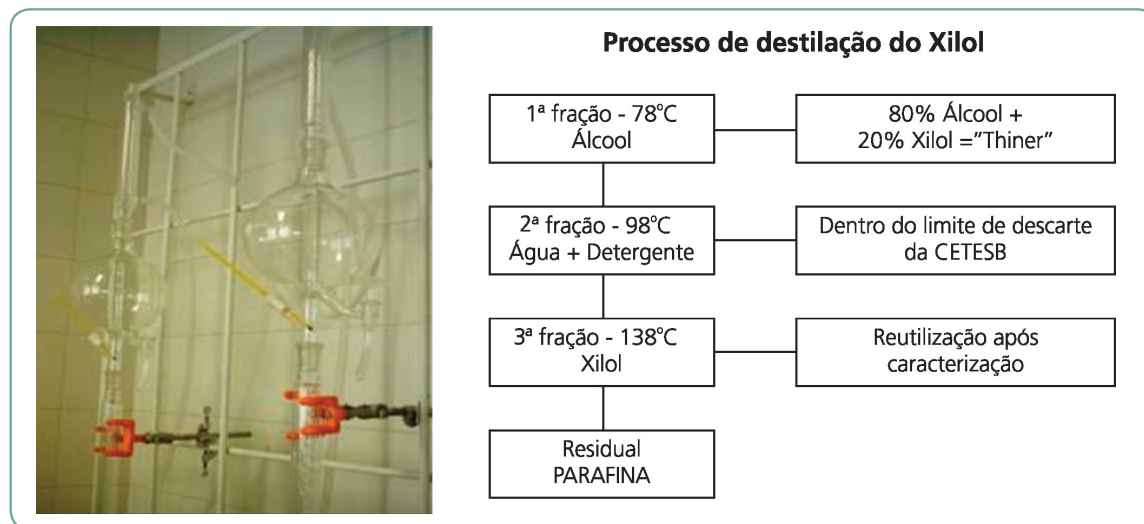 Processo de destilação do Xilol
1ª fração - 78°C
Álcool
80% Álcool +
20% Xilol =”Thiner”
2ª fração - 98°C
Água + Detergente
Dentro do limite de descarte
da CETESB
3ª fração - 138°C
Xilol
Reutilização após
caracterização
Residual
PARAFINA